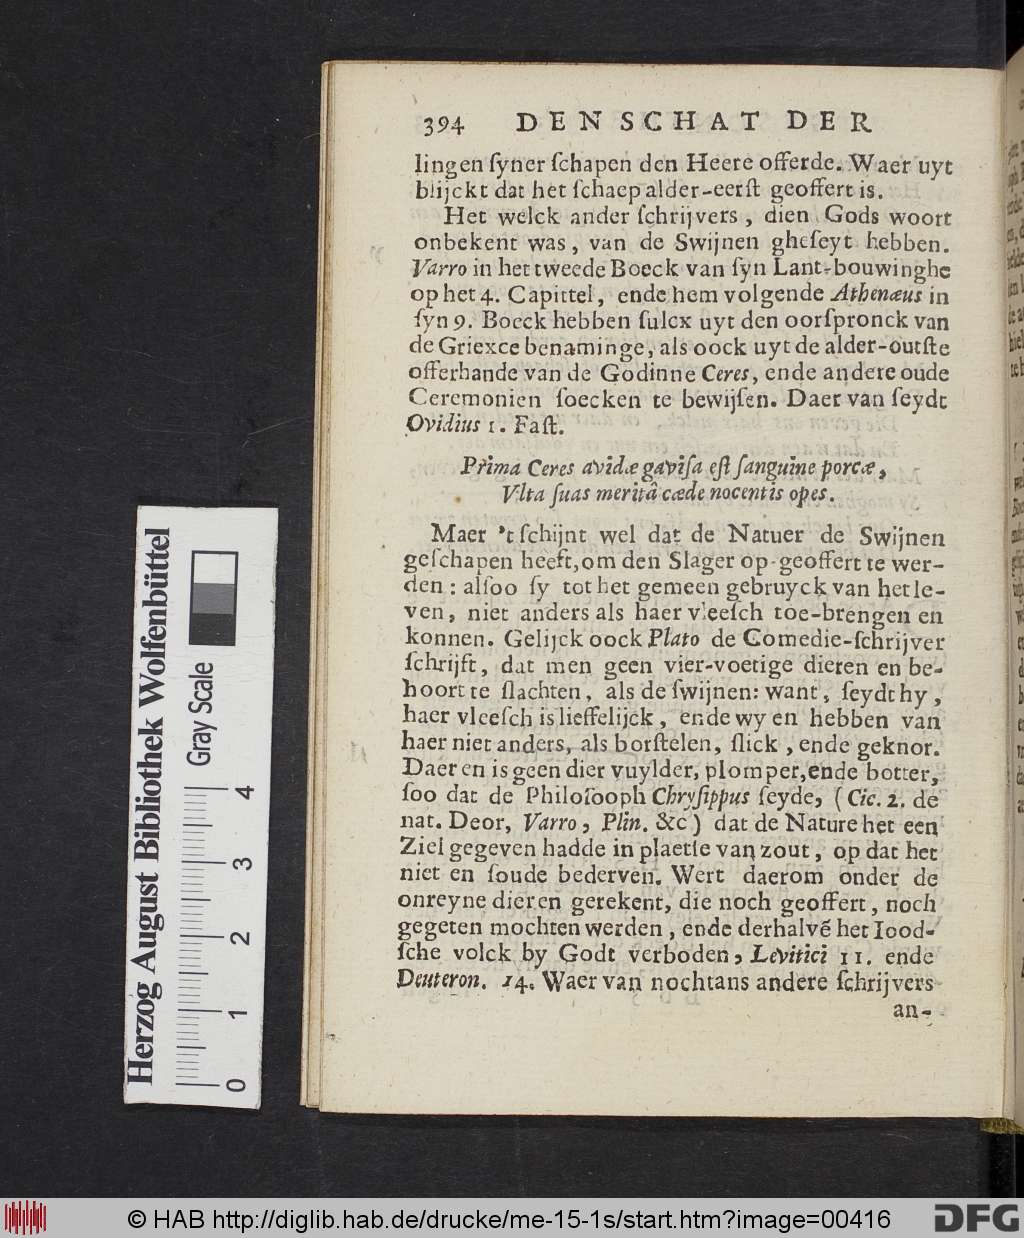 394 DEN SCHAT DER
lingen ſyner ſchapen den Heere offerde. Waer uyt
blijckt dat het ſchaep alder-eerſt geoffert is.
Het welck ander ſchrijvers, dien Gods woort
onbekent was, van de Swijnen gheſeyt hebben.
Varro in het tweede Boeck van ſyn Lant-bouwinghe
op het 4. Capittel, ende hem volgende Athenæus in
ſyn 9. Boeck hebben ſulcx uyt den oorſpronck van
de Griexce benaminge, als oock uyt de alder-outſte
offerhande van de Godinne Ceres, ende andere oude
Ceremonien ſoecken te bewijſen. Daer van ſeydt
Ovidius 1. Faſt.
Prima Ceres avidæ gaviſa eſt ſanguine porcæ,
Vlta ſuas meritâ cæde nocentis opes.
Maer 't ſchijnt wel dat de Natuer de Swijnen
geſchapen heeft, om den Slager op-geoffert te wer-
den: alſoo ſy tot het gemeen gebruyck van het le-
ven, niet anders als haer vleeſch toe-brengen en
konnen. Gelijck oock Plato de Comedie-ſchrijver
ſchrijft, dat men geen vier-voetige dieren en be-
hoort te ſlachten, als de ſwijnen: want, ſeydt hy,
haer vleeſch is lieffelijck, ende wy en hebben van
haer niet anders, als borſtelen, ſlick, ende geknor.
Daer en is geen dier vuylder, plomper, ende botter,
ſoo dat de Philoſooph Chryſippus ſeyde, (Cic. 2. de
nat. Deor, Varro, Plin. &c) dat de Nature het een
Ziel gegeven hadde in plaetſe van zout, op dat het
niet en ſoude bederven. Wert daerom onder de
onreyne dieren gerekent, die noch geoffert, noch
gegeten mochten werden, ende derhalvẽ het Iood-
ſche volck by Godt verboden, Levitici 11. ende
Deuteron. 14. Waer van nochtans andere ſchrijvers
an-
Herzog August Bibliothek Wolfenbüttel
Gray Scale
0 1 2 3 4
© HAB http://diglib.hab.de/drucke/me-15-1s/start.htm?image=00416
DFG